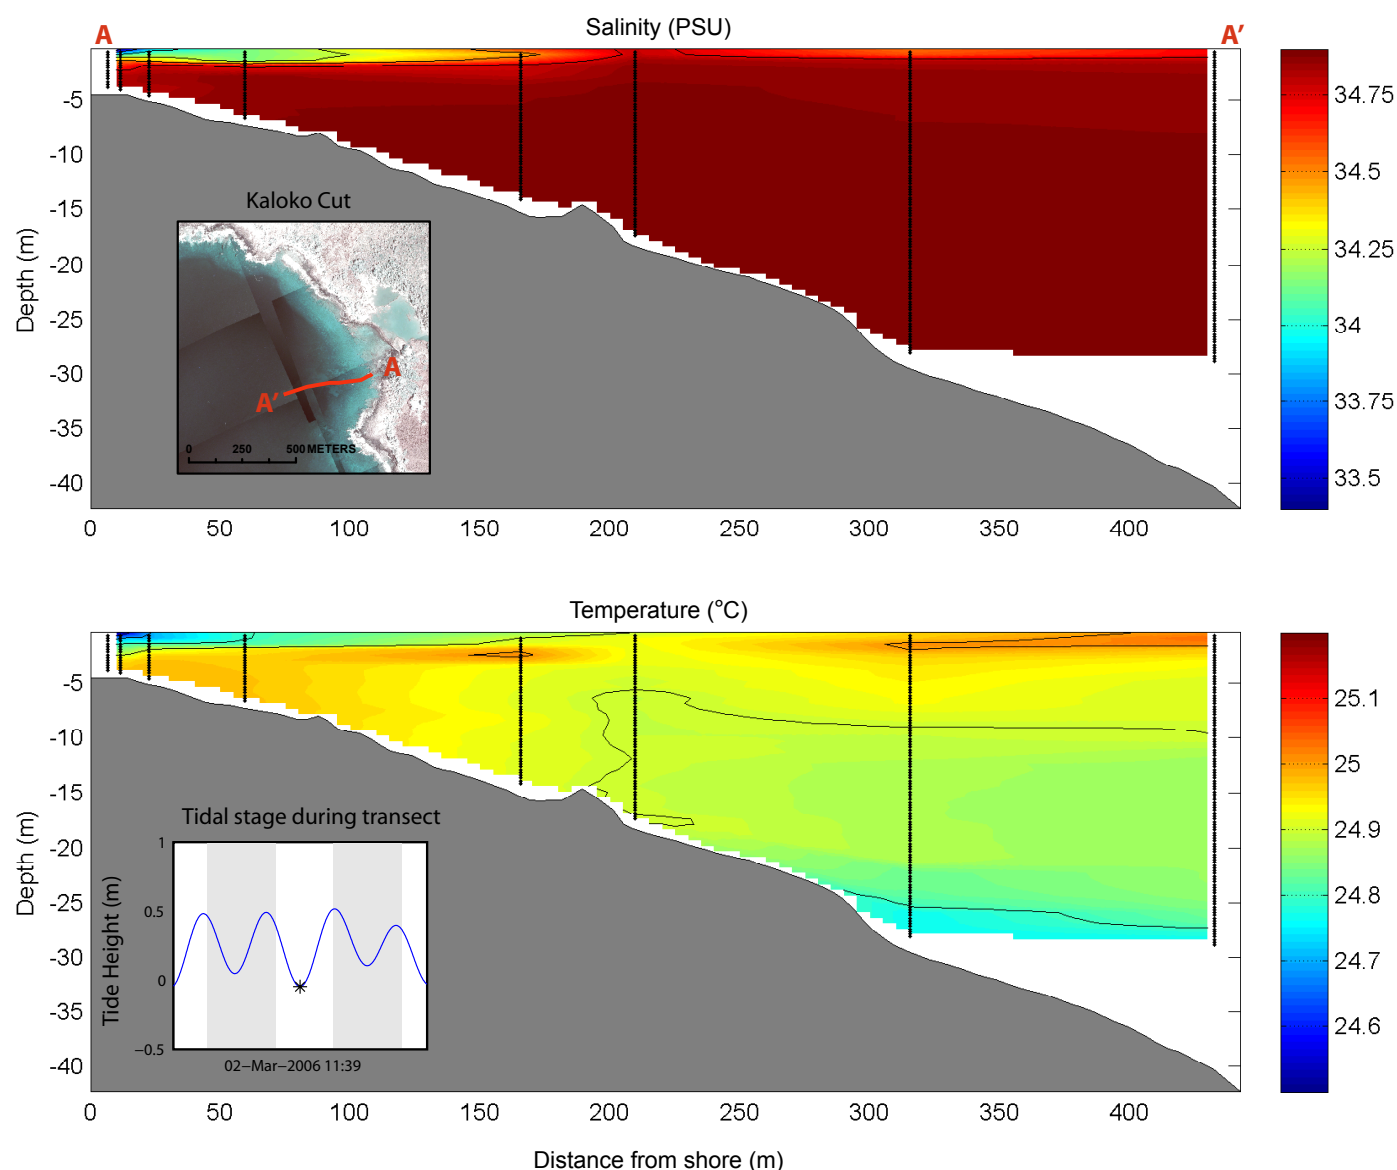 Salinity (PSU)
A
A'
Depth (m)
-5
-10
-15
-20
-25
-30
-35
-40
0 50 100 150 200 250 300 350 400
34.75
34.5
34.25
34
33.75
33.5
Kaloko Cut
A
A'
0 250 500 METERS
Temperature (°C)
Depth (m)
-5
-10
-15
-20
-25
-30
-35
-40
0 50 100 150 200 250 300 350 400
Distance from shore (m)
25.1
25
24.9
24.8
24.7
24.6
Tidal stage during transect
Tide Height (m)
1
0.5
0
−0.5
02−Mar−2006 11:39